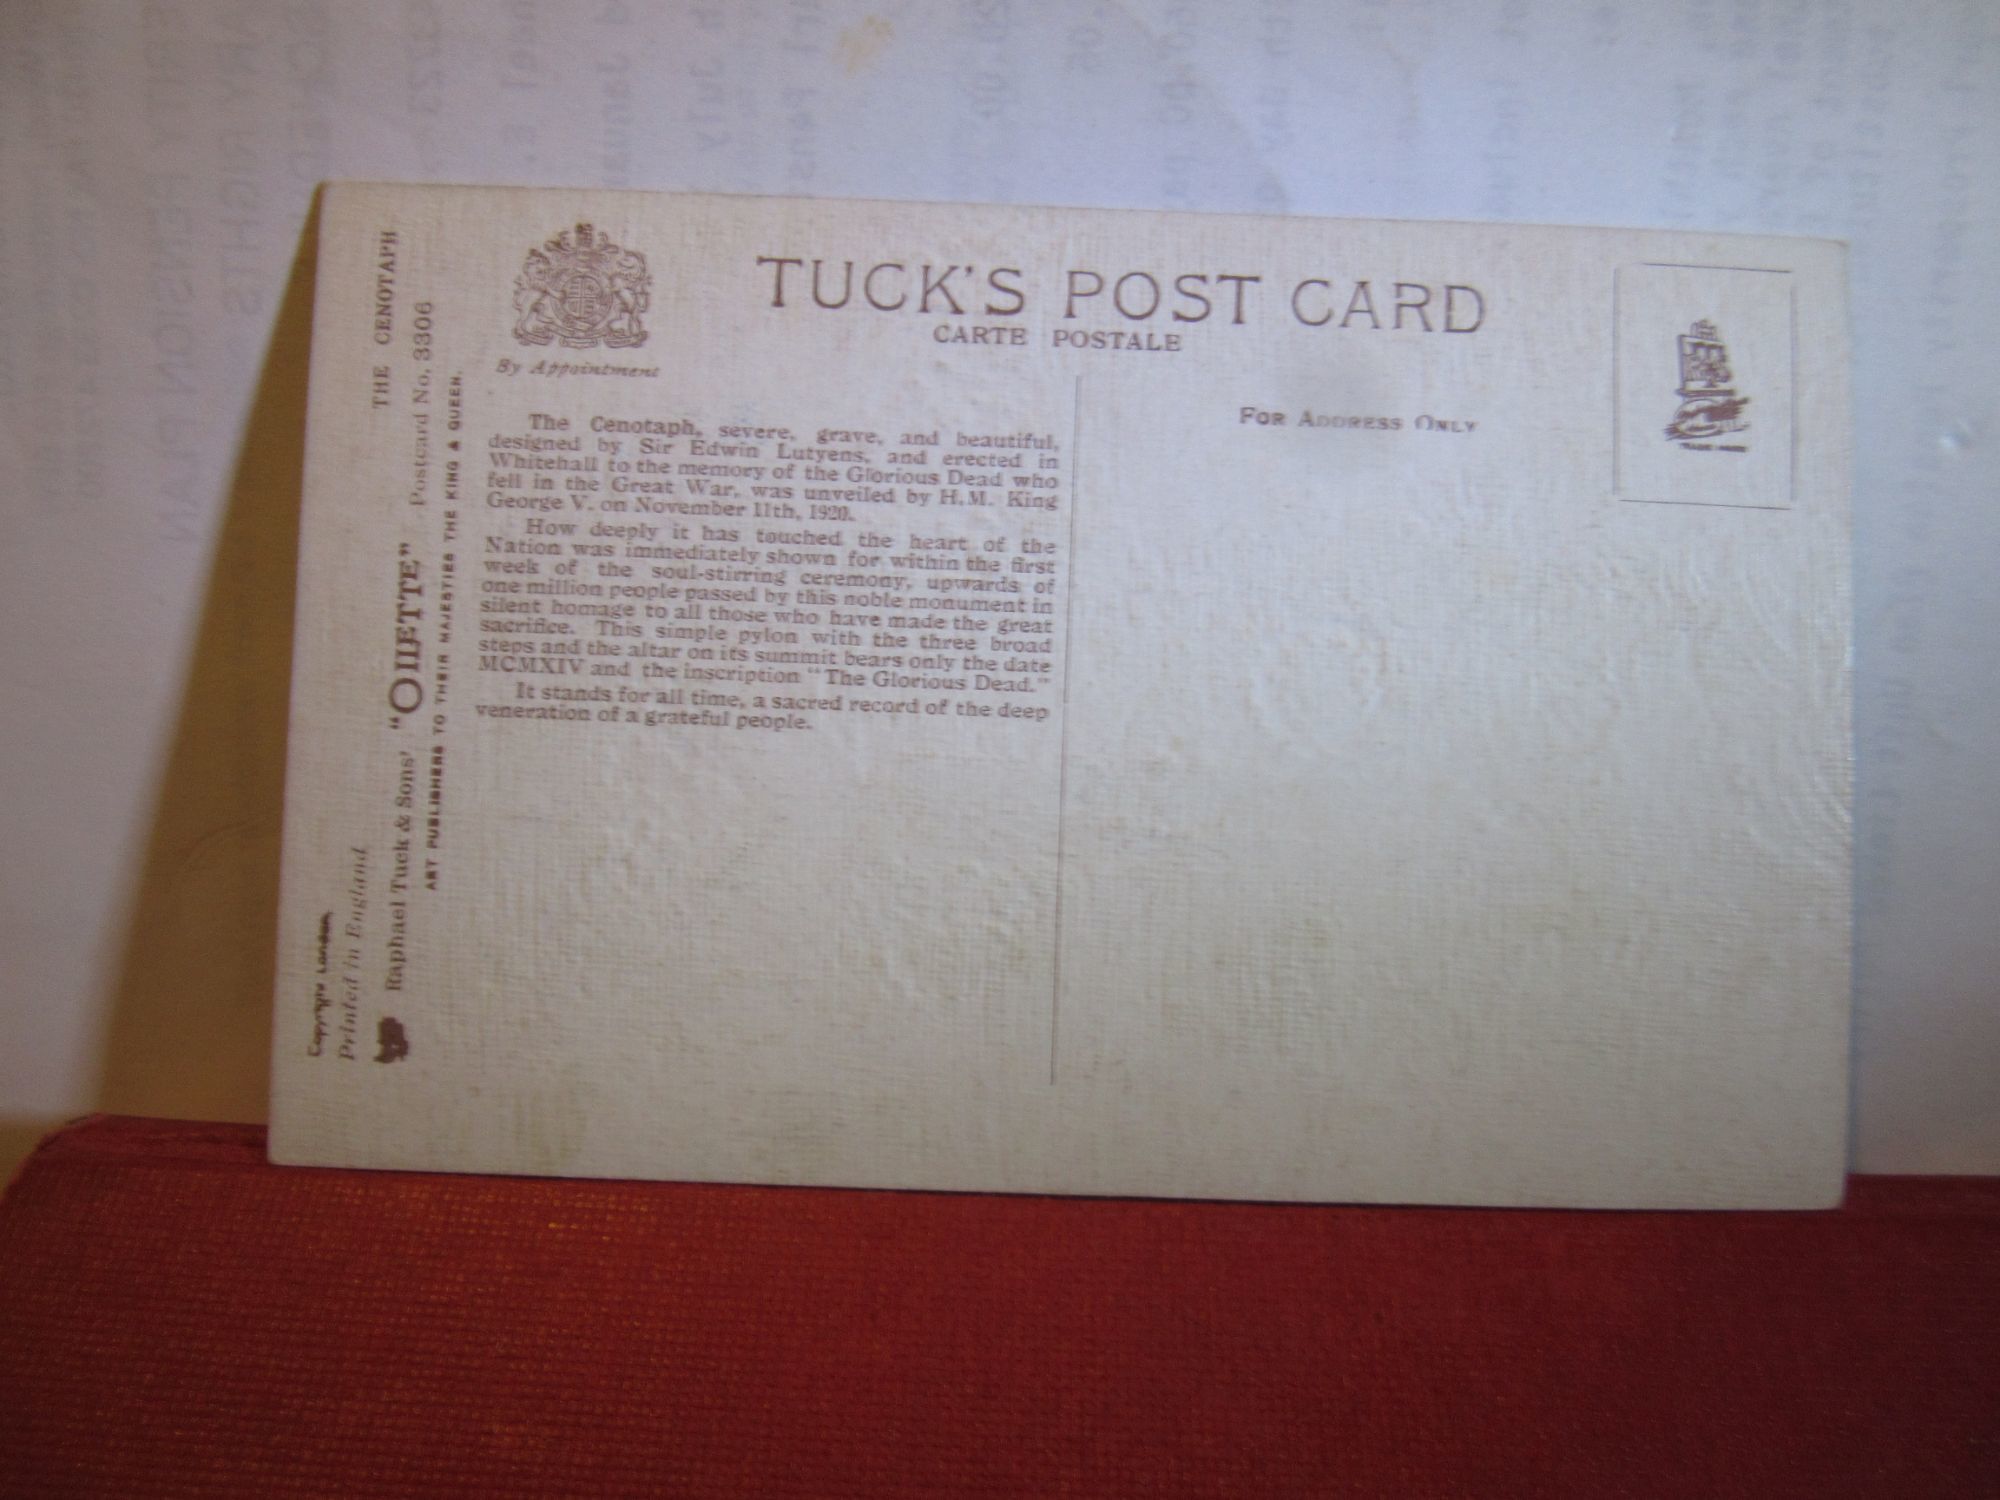 TUCK'S POST CARD
CARTE POSTALE
By Appointment
FOR ADDRESS ONLY
TRADE MARK
The Cenotaph, severe, grave, and beautiful,
designed by Sir Edwin Lutyens, and erected in
Whitehall to the memory of the Glorious Dead who
fell in the Great War, was unveiled by H.M. King
George V. on November 11th, 1920.
How deeply it has touched the heart of the
Nation was immediately shown for within the first
week of the soul-stirring ceremony, upwards of
one million people passed by this noble monument in
silent homage to all those who have made the great
sacrifice. This simple pylon with the three broad
steps and the altar on its summit bears only the date
MCMXIV and the inscription "The Glorious Dead."
It stands for all time, a sacred record of the deep
veneration of a grateful people.
Copyright London
Printed in England
THE CENOTAPH
Raphael Tuck & Sons' "OILETTE" Postcard No. 3306
ART PUBLISHERS TO THEIR MAJESTIES THE KING & QUEEN.